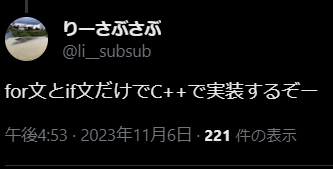 りーさぶさぶ
@li__subsub
for文とif文だけでC++で実装するぞー
午後4:53 · 2023年11月6日 · 221 件の表示